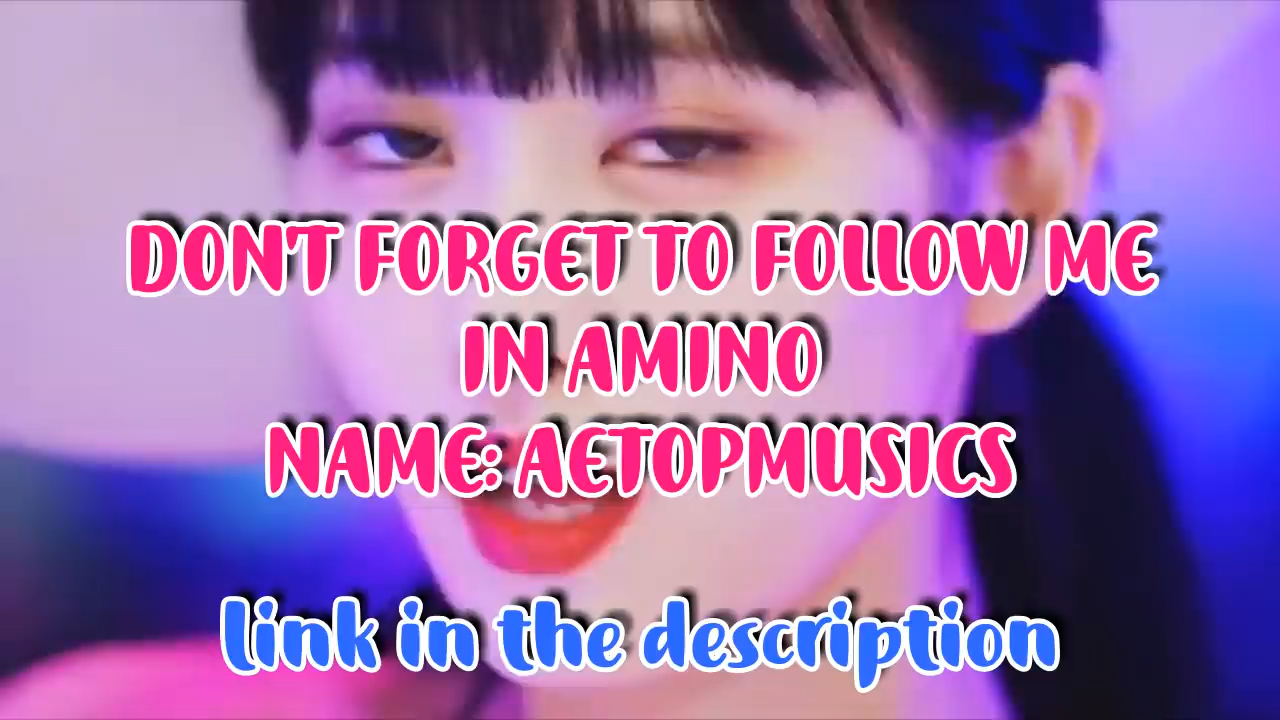 DON'T FORGET TO FOLLOW ME
IN AMINO
NAME: AETOPMUSICS
link in the description